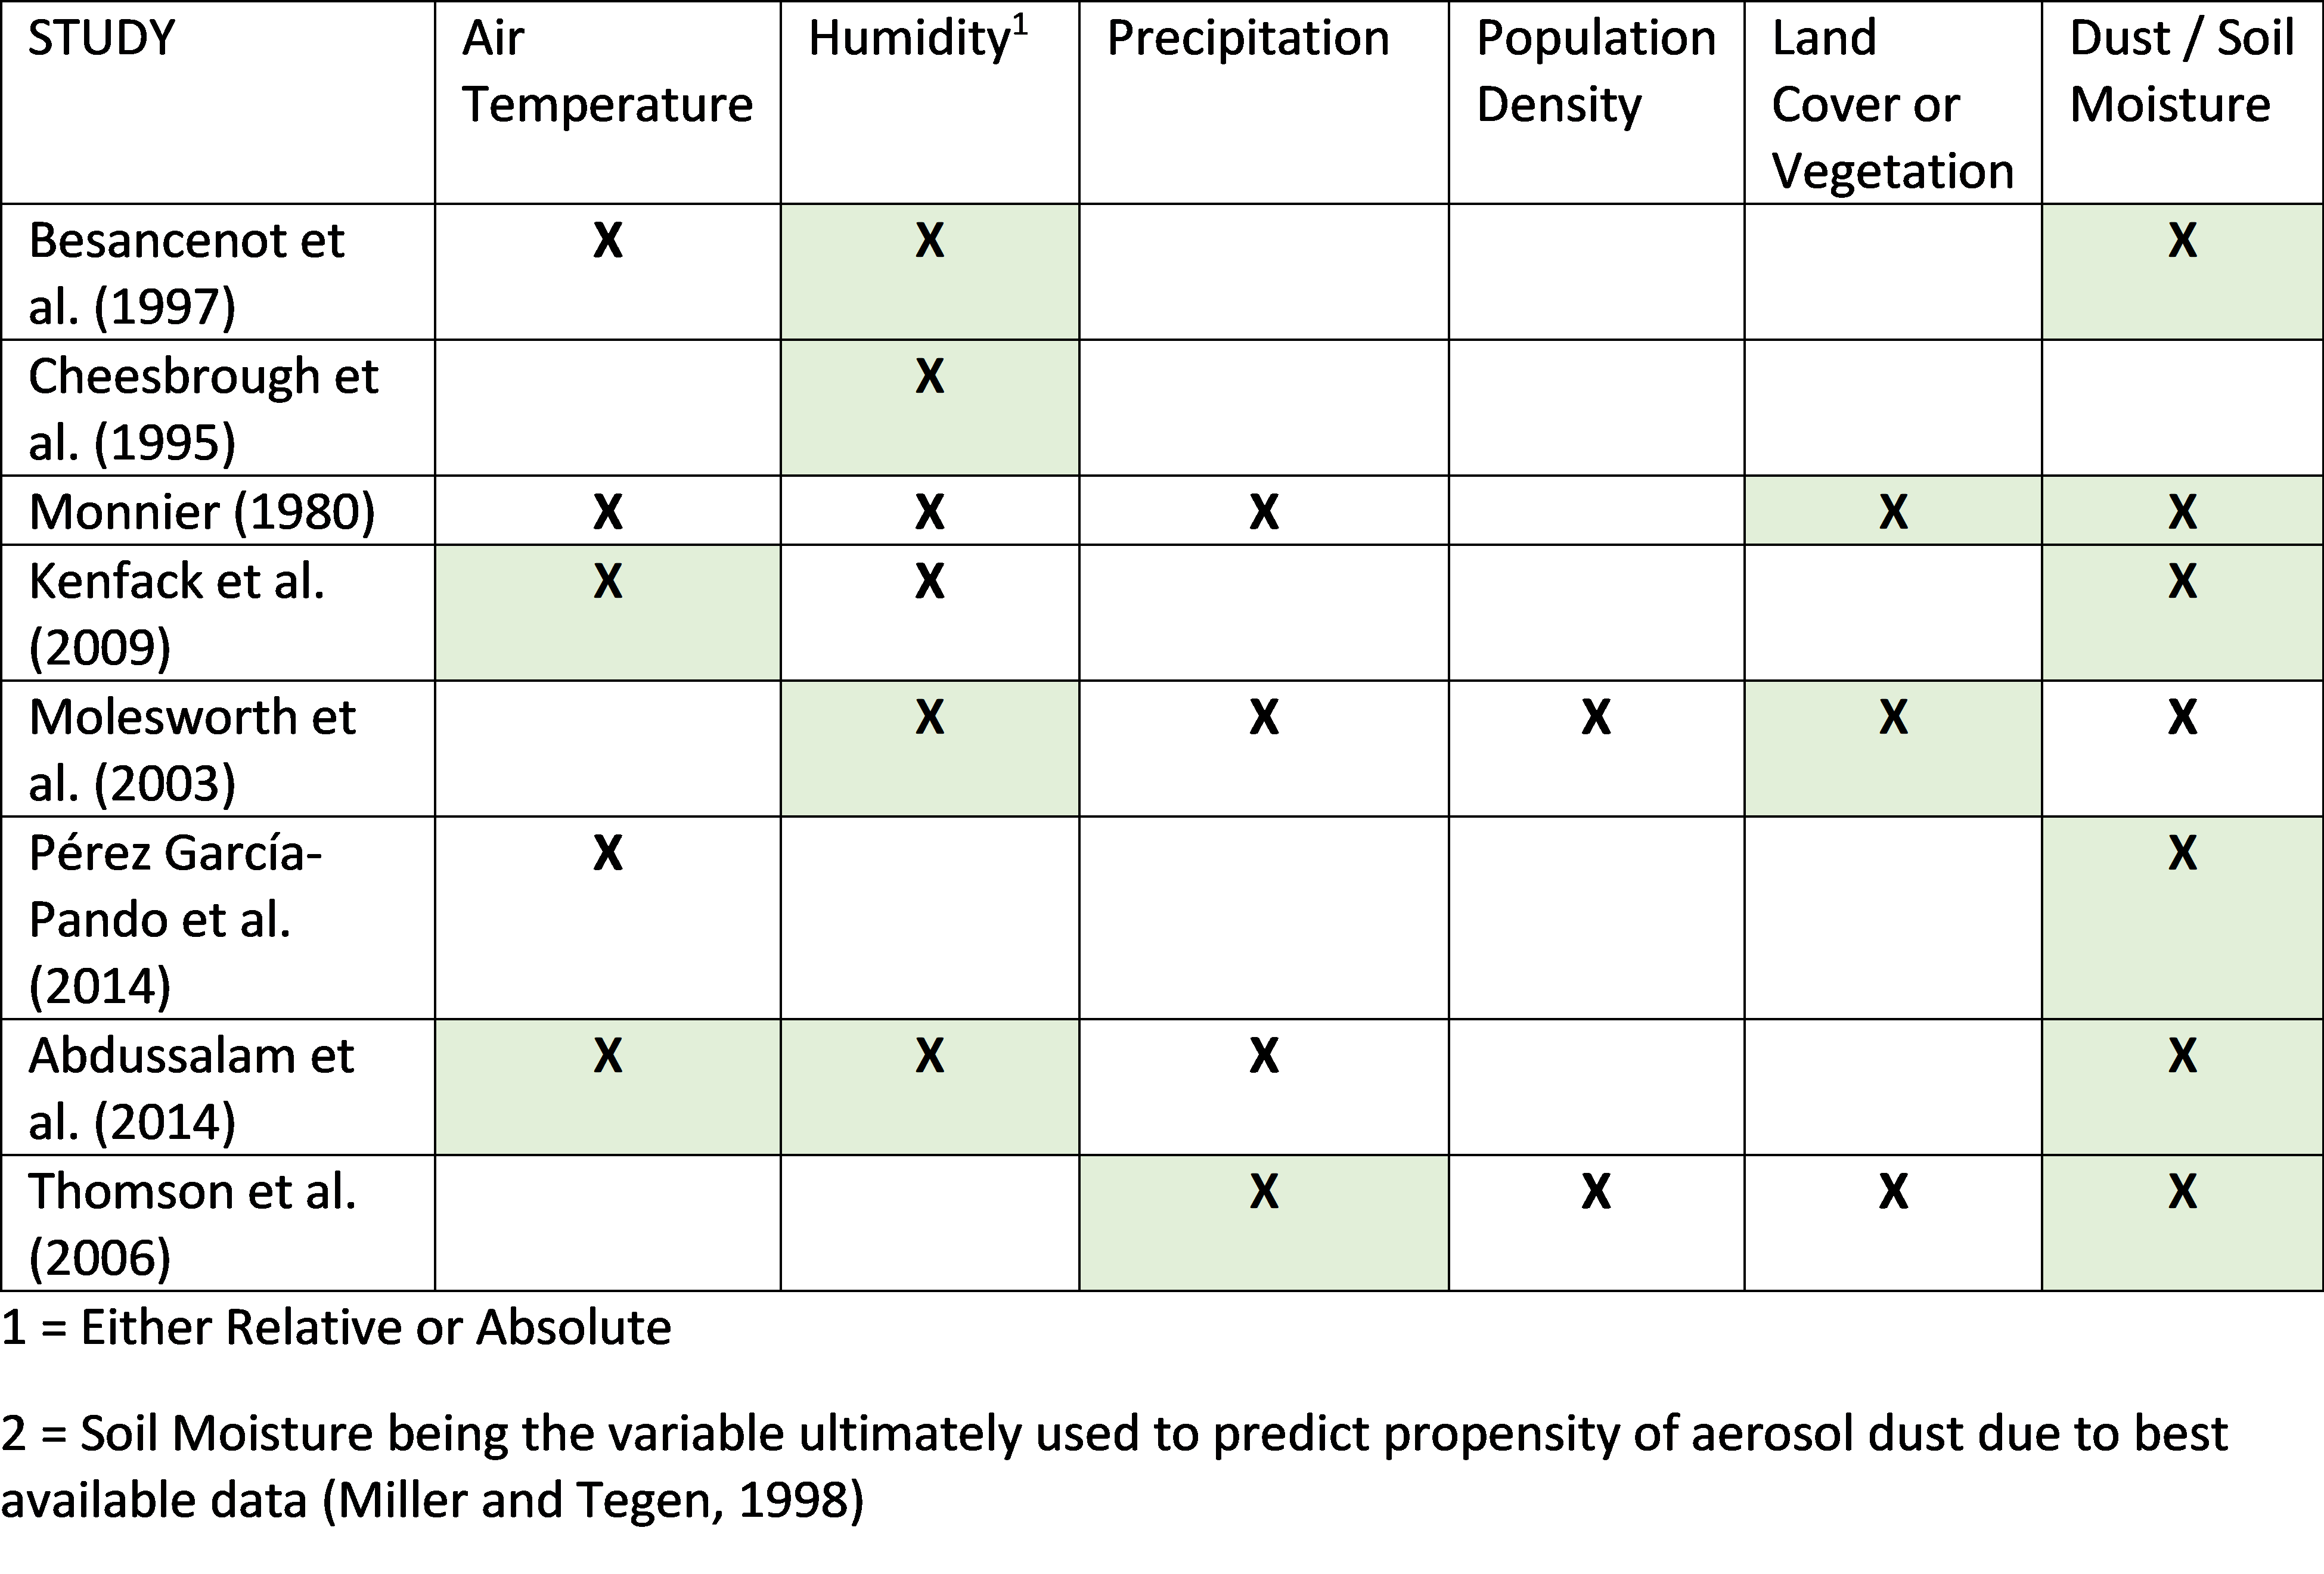 STUDY Air Temperature Humidity1 Precipitation Population Density Land Cover or Vegetation Dust / Soil Moisture
Besancenot et al. (1997) X X X
Cheesbrough et al. (1995) X
Monnier (1980) X X X X X
Kenfack et al. (2009) X X X
Molesworth et al. (2003) X X X X X
Pérez García-Pando et al. (2014) X X
Abdussalam et al. (2014) X X X X
Thomson et al. (2006) X X X X
1 = Either Relative or Absolute
2 = Soil Moisture being the variable ultimately used to predict propensity of aerosol dust due to best
available data (Miller and Tegen, 1998)